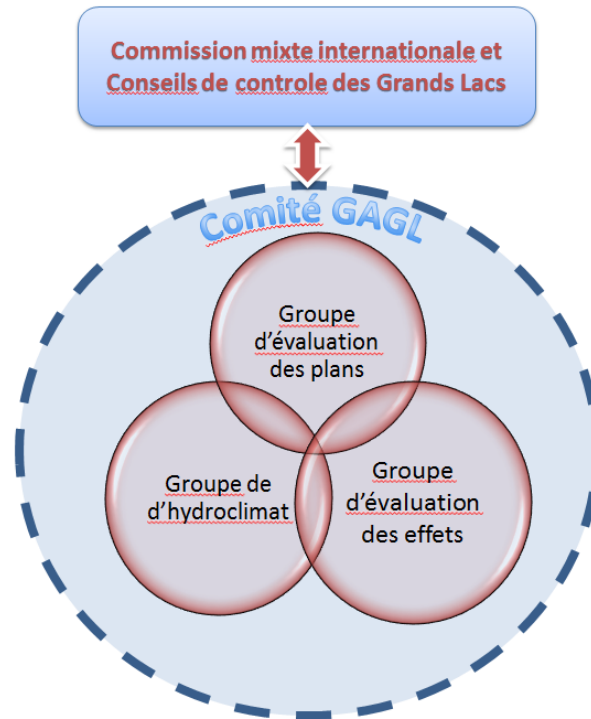 Commission mixte internationale et
Conseils de controle des Grands Lacs
Comité GAGL
Groupe
d'évaluation
des plans
Groupe de
d'hydroclimat
Groupe
d'évaluation
des effets